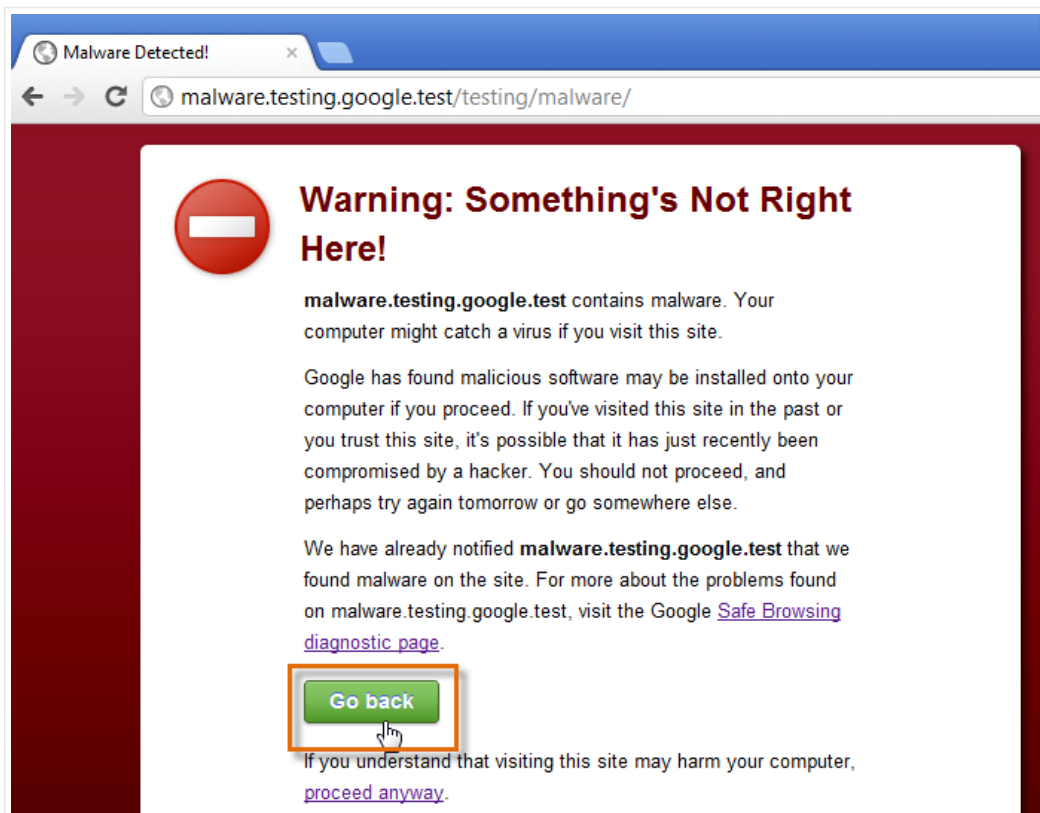 Malware Detected!
malware.testing.google.test/testing/malware/
Warning: Something's Not Right
Here!
malware.testing.google.test contains malware. Your
computer might catch a virus if you visit this site.
Google has found malicious software may be installed onto your
computer if you proceed. If you've visited this site in the past or
you trust this site, it's possible that it has just recently been
compromised by a hacker. You should not proceed, and
perhaps try again tomorrow or go somewhere else.
We have already notified malware.testing.google.test that we
found malware on the site. For more about the problems found
on malware.testing.google.test, visit the Google Safe Browsing
diagnostic page.
Go back
If you understand that visiting this site may harm your computer,
proceed anyway.